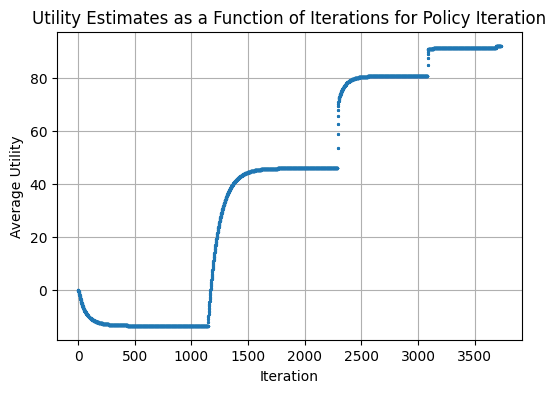 Utility Estimates as a Function of Iterations for Policy Iteration
Average Utility
80
60
40
20
0
0 500 1000 1500 2000 2500 3000 3500
Iteration